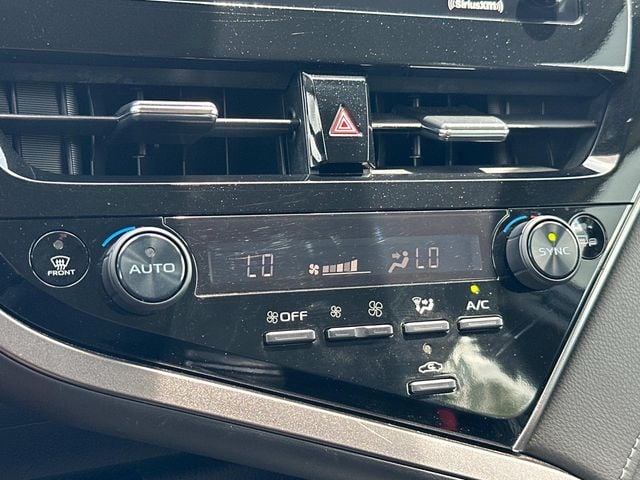 SiriusXM
AUTO
LO
LO
SYNC
FRONT
OFF
A/C